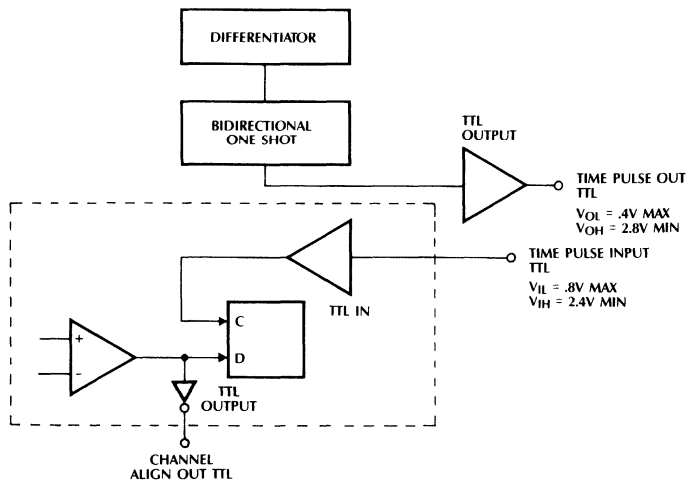 DIFFERENTIATOR
BIDIRECTIONAL
ONE SHOT
TTL
OUTPUT
TIME PULSE OUT
TTL
VOL = .4V MAX
VOH = 2.8V MIN
TIME PULSE INPUT
TTL
VIL = .8V MAX
VIH = 2.4V MIN
TTL IN
C
+
D
−
TTL
OUTPUT
CHANNEL
ALIGN OUT TTL